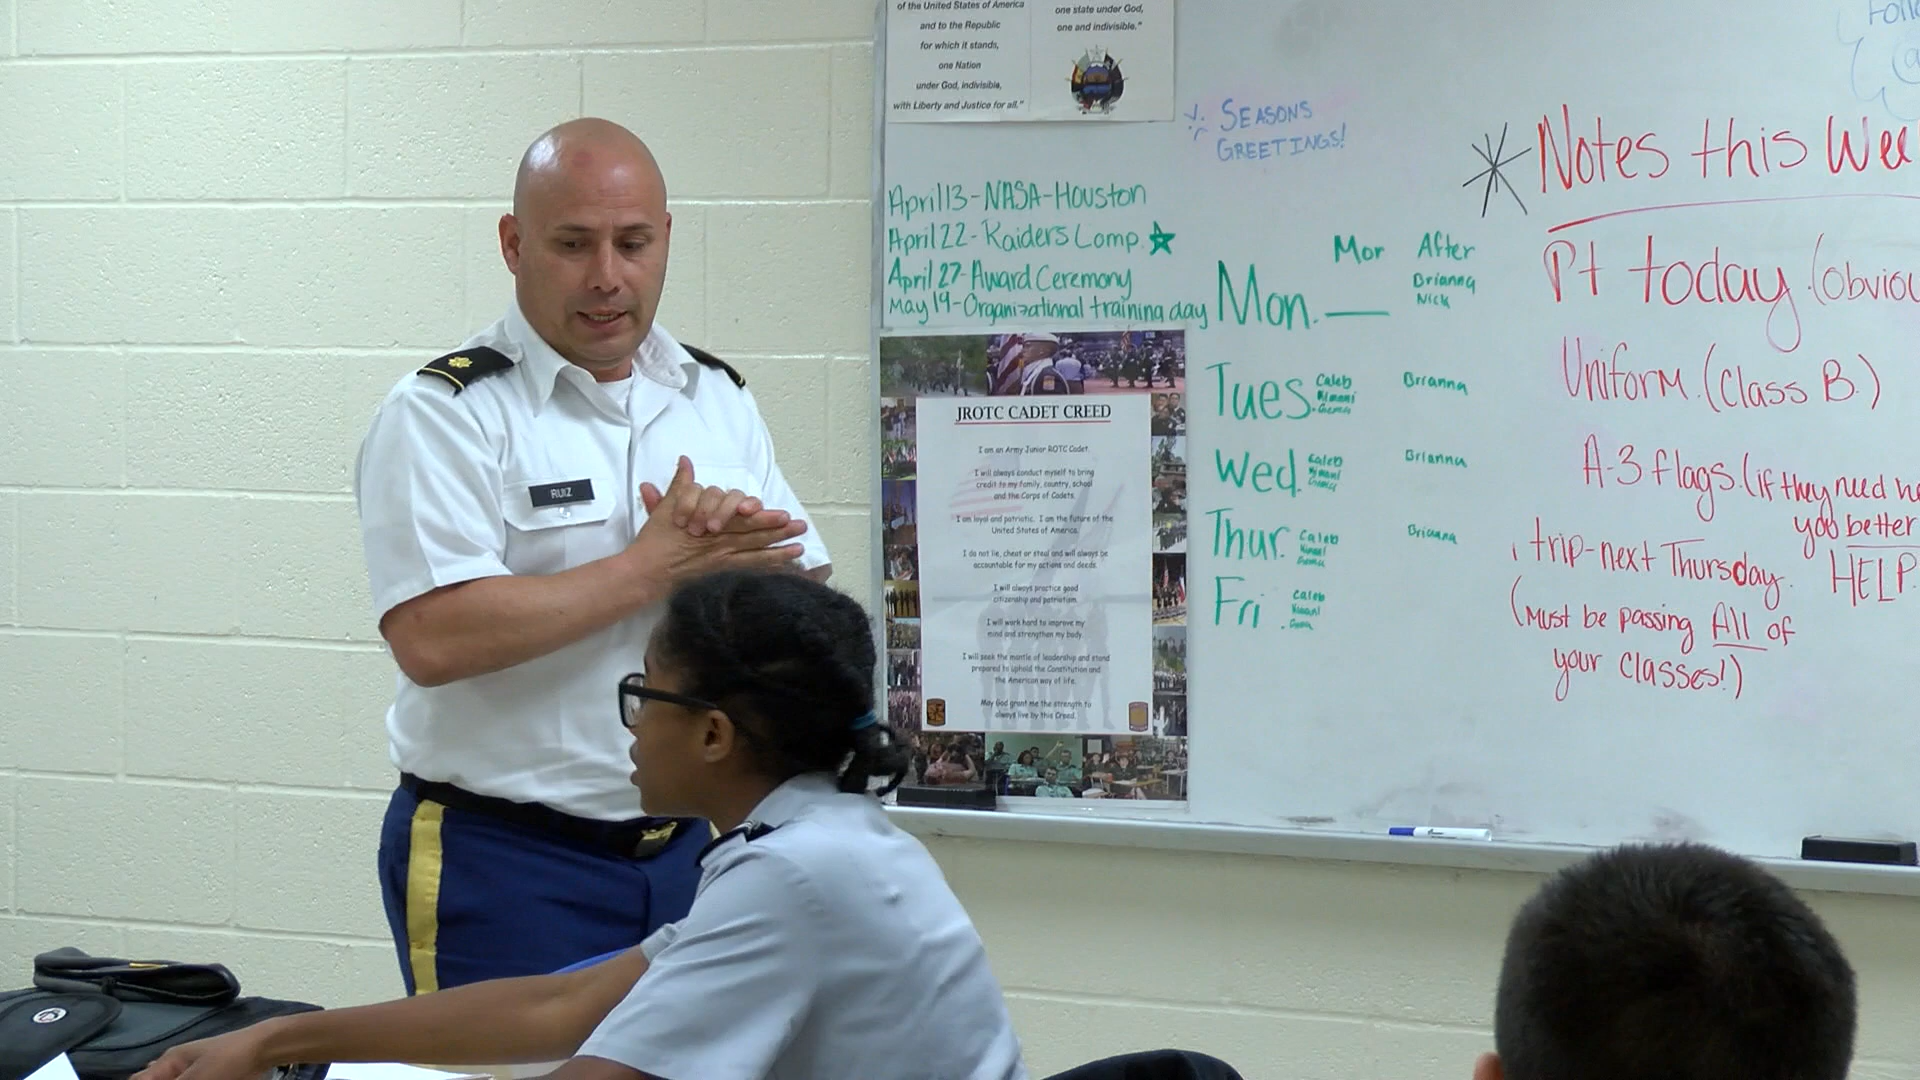 of the United States of America
and to the Republic
for which it stands,
one Nation
under God, indivisible,
with Liberty and Justice for all."
one state under God,
one and indivisible."
SEASONS
GREETINGS!
April 13-NASA-Houston
April 22-Raiders Comp.
April 27-Award Ceremony
May 19-Organizational training day
Mor After
Mon. Brianna
Nick
Tues. Caleb Brianna
Kimani
Wed. Caleb Brianna
Kimani
Thur. Caleb Brianna
Kimani
Fri Caleb
Kimani
Notes this Wee
Pt today (obviou
Uniform. (Class B.)
A-3 flags. (if they need he
you better
HELP.
trip-next Thursday.
(Must be passing All of
your classes!)
RUIZ
JROTC CADET CREED
I am an Army Junior ROTC Cadet.
I will always conduct myself to bring
credit to my family, country, school
and the Corps of Cadets.
I am loyal and patriotic. I am the future of the
United States of America.
I do not lie, cheat or steal and will always be
accountable for my actions and deeds.
I will always practice good
citizenship and patriotism.
I will work hard to improve my
mind and strengthen my body.
I will seek the mantle of leadership and stand
prepared to uphold the Constitution and
the American way of life.
May God grant me the strength to
always live by this Creed.